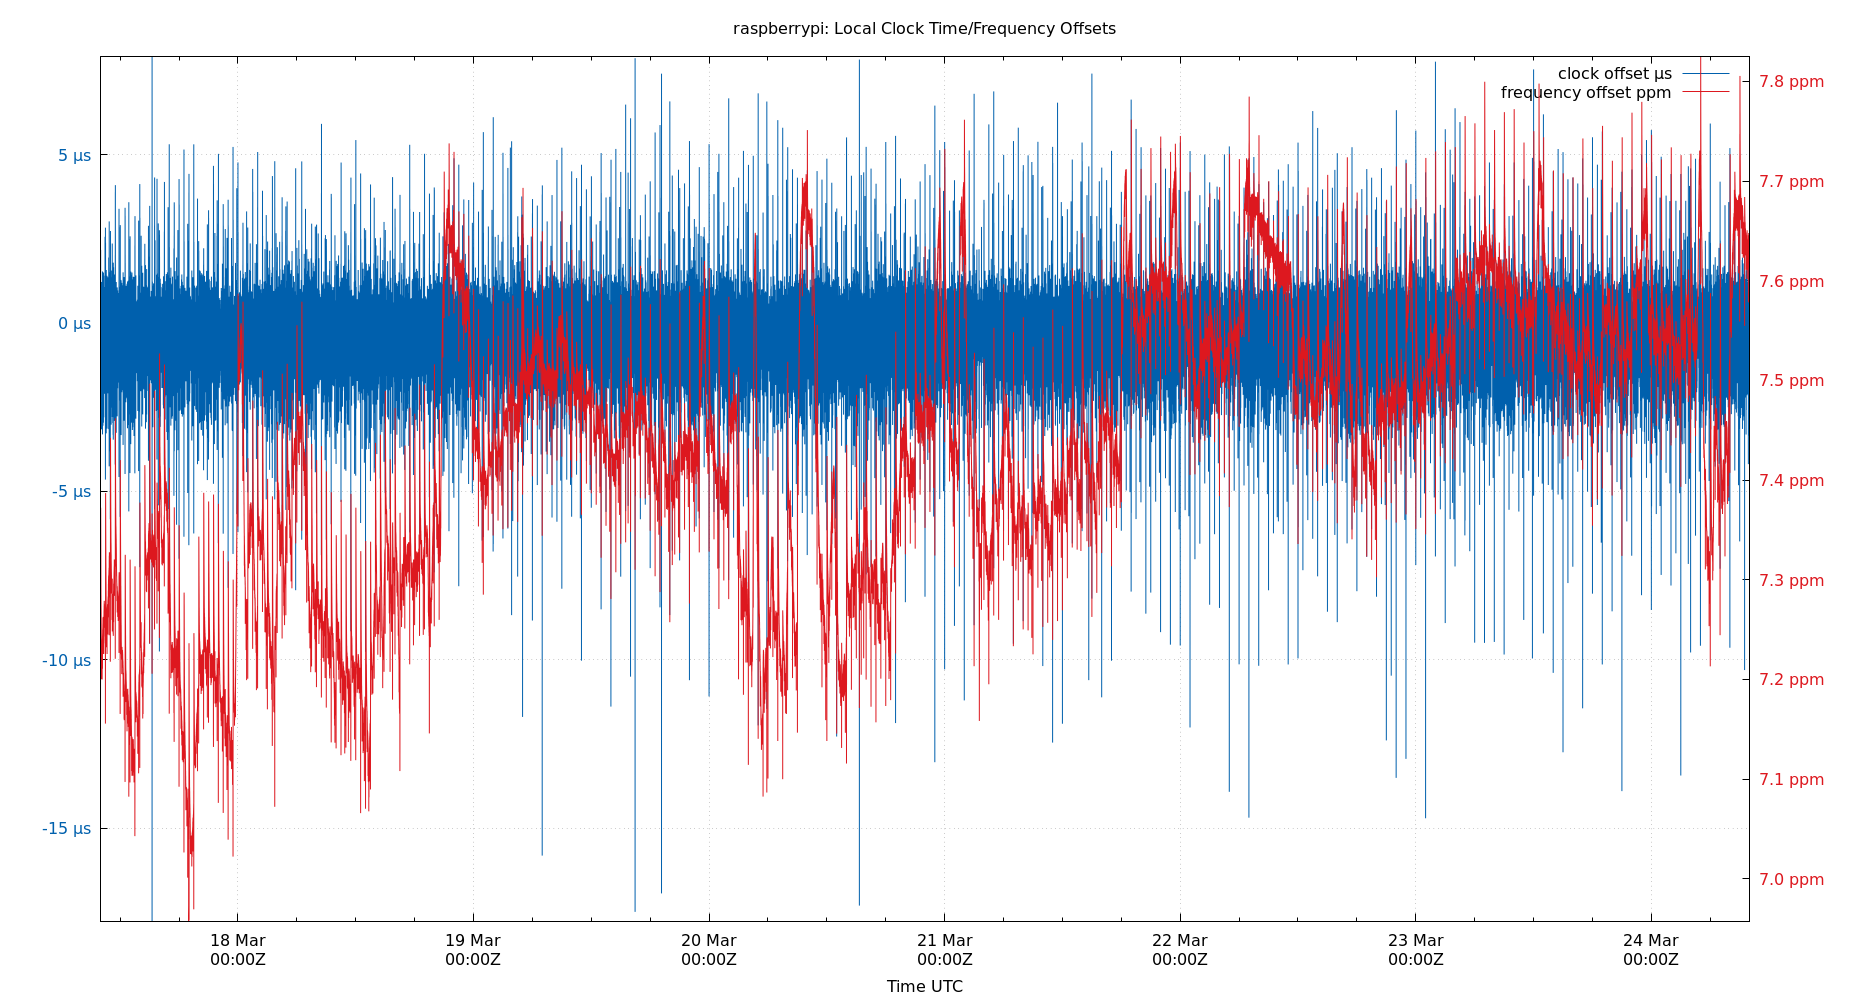 raspberrypi: Local Clock Time/Frequency Offsets
clock offset µs
frequency offset ppm
5 µs
0 µs
-5 µs
-10 µs
-15 µs
7.8 ppm
7.7 ppm
7.6 ppm
7.5 ppm
7.4 ppm
7.3 ppm
7.2 ppm
7.1 ppm
7.0 ppm
18 Mar
00:00Z
19 Mar
00:00Z
20 Mar
00:00Z
21 Mar
00:00Z
22 Mar
00:00Z
23 Mar
00:00Z
24 Mar
00:00Z
Time UTC